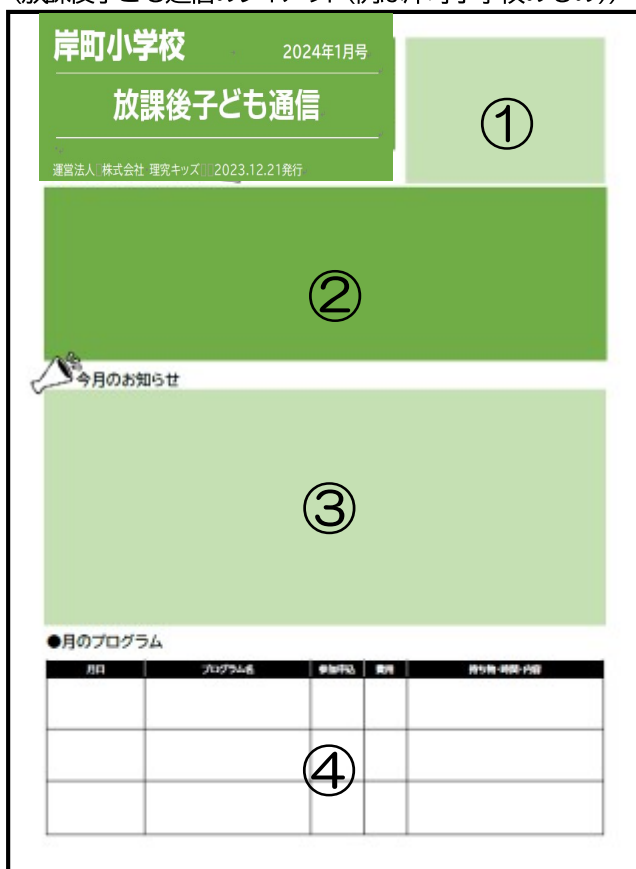 岸町小学校
2024年1月号
放課後子ども通信
運営法人 株式会社 理究キッズ 2023.12.21発行
①
②
今月のお知らせ
③
●月のプログラム
月日 プログラム名 参加申込 費用 持ち物・時間・内容
④